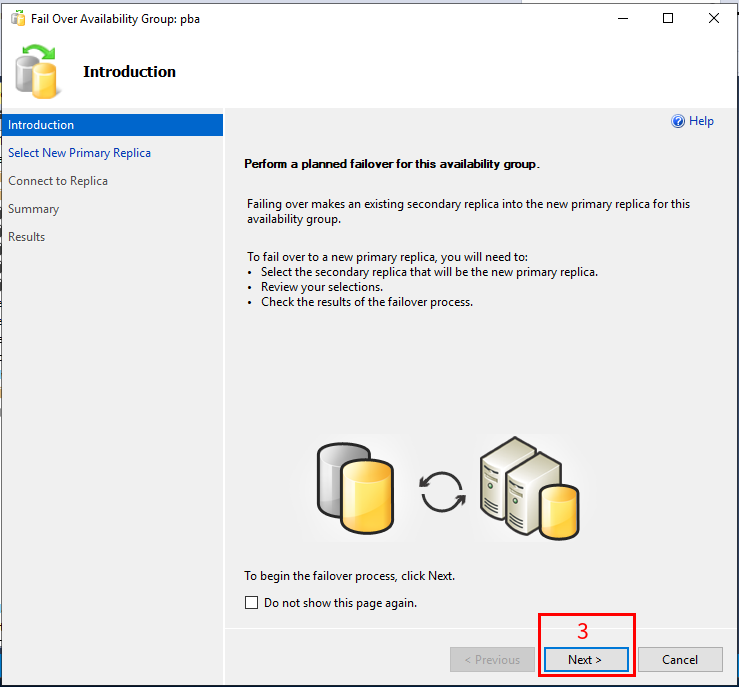 Fail Over Availability Group: pba
Introduction
Introduction
Help
Select New Primary Replica
Perform a planned failover for this availability group.
Connect to Replica
Failing over makes an existing secondary replica into the new primary replica for this
availability group.
Summary
Results
To fail over to a new primary replica, you will need to:
• Select the secondary replica that will be the new primary replica.
• Review your selections.
• Check the results of the failover process.
To begin the failover process, click Next.
Do not show this page again.
3
< Previous
Next >
Cancel